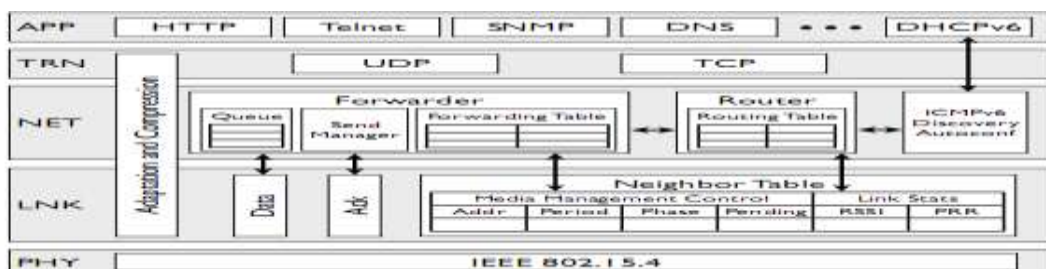 APP HTTP Telnet SNMP DNS ••• DHCPv6
TRN UDP TCP
NET Forwarder Router
Queue Send Manager Forwarding Table Routing Table
ICMPv6
Discovery
Autoconf
Adaptation and Compression
LNK Data Ack Neighbor Table
Media Management Control Link Stats
Addr Period Phase Pending RSSI PRR
PHY IEEE 802.15.4